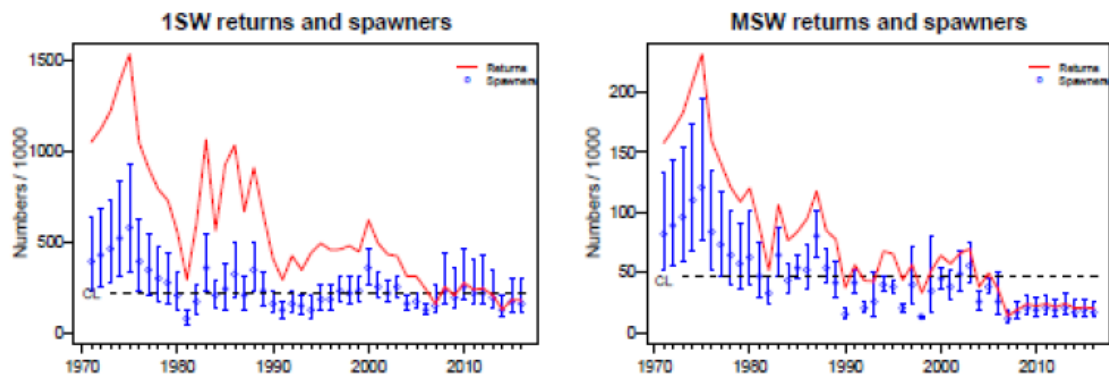 1SW returns and spawners
Numbers / 1000
1500
1000
500
0
CL
Returns
Spawners
1970
1980
1990
2000
2010
MSW returns and spawners
Numbers / 1000
200
150
100
50
0
CL
Returns
Spawners
1970
1980
1990
2000
2010